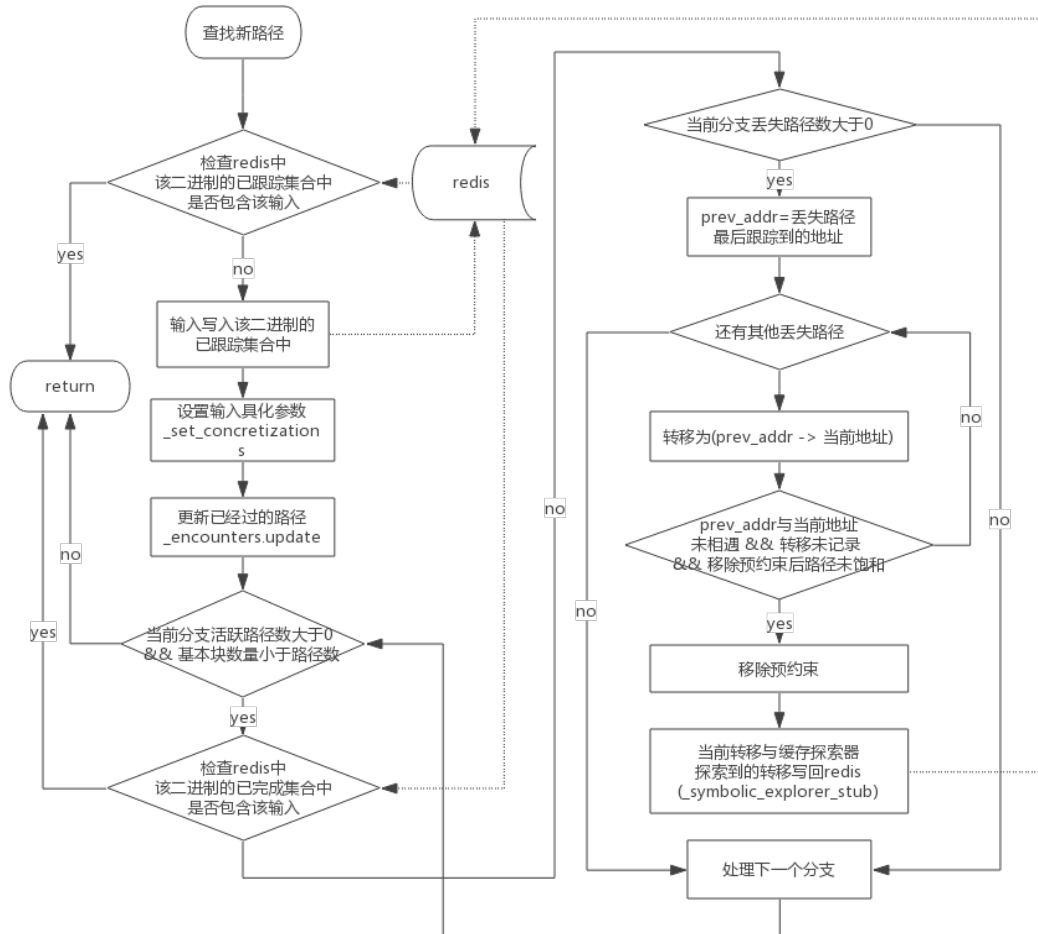 查找新路径
检查redis中
该二进制的已跟踪集合中
是否包含该输入
redis
yes
no
输入写入该二进制的
已跟踪集合中
return
设置输入具化参数
_set_concretization
s
更新已经过的路径
_encounters.update
no
当前分支活跃路径数大于0
&& 基本块数量小于路径数
yes
yes
检查redis中
该二进制的已完成集合中
是否包含该输入
no
当前分支丢失路径数大于0
yes
no
prev_addr=丢失路径
最后跟踪到的地址
还有其他丢失路径
no
转移为(prev_addr -> 当前地址)
no
prev_addr与当前地址
未相遇 && 转移未记录
&& 移除预约束后路径未饱和
yes
移除预约束
当前转移与缓存探索器
探索到的转移写回redis
(_symbolic_explorer_stub)
处理下一个分支